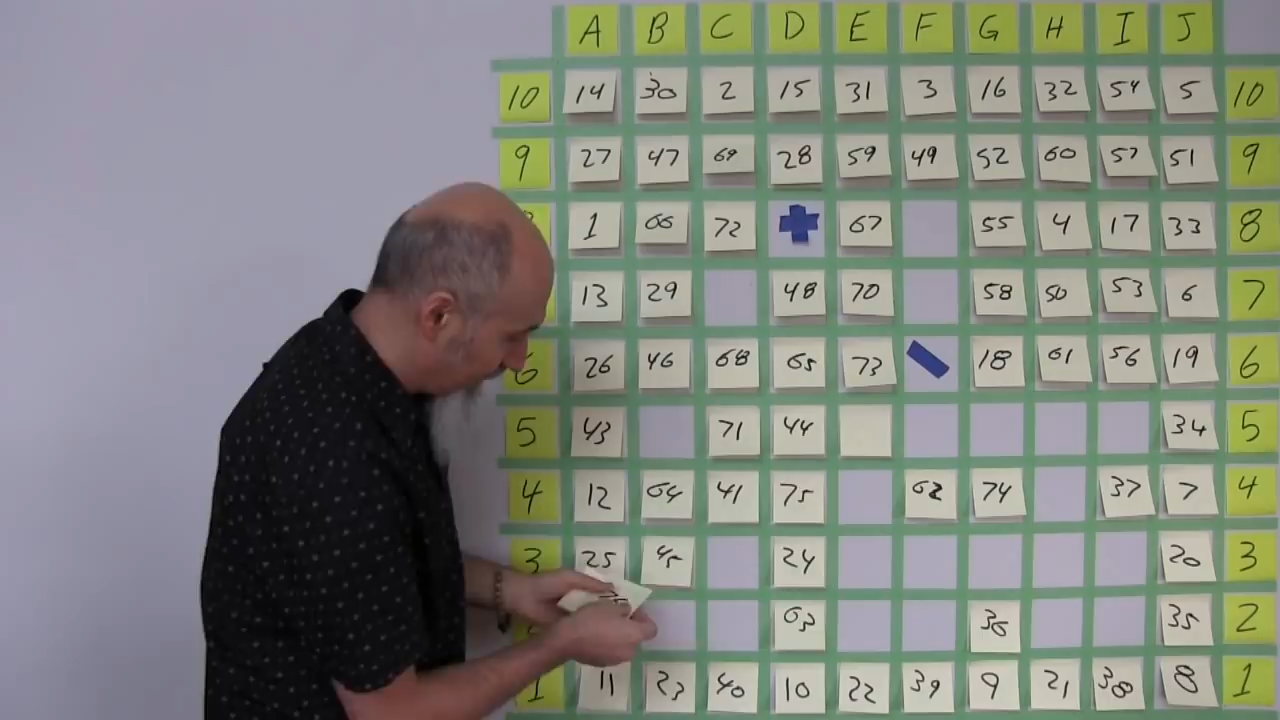 A B C D E F G H I J
10 14 30 2 15 31 3 16 32 54 5 10
9 27 47 69 28 59 49 52 60 57 51 9
1 66 72 67 55 4 17 33 8
13 29 48 70 58 50 53 6 7
6 26 46 68 65 73 18 61 56 19 6
5 43 71 44 34 5
4 12 64 41 75 62 74 37 7 4
3 25 45 24 20 3
63 36 35 2
1 11 23 40 10 22 39 9 21 38 8 1